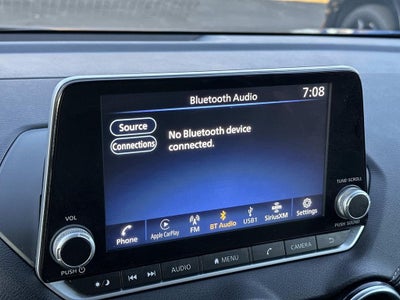 Bluetooth Audio
7:08
Source
Connections
No Bluetooth device
connected.
TUNE SCROLL
VOL
Phone
Apple CarPlay
FM
BT Audio
USB1
SiriusXM
Settings
PUSH SOUND
PUSH
AUDIO
MENU
CAMERA